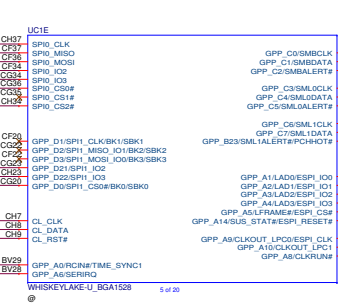 UC1E
CH37 SPI0_CLK
CF37 SPI0_MISO
CF36 SPI0_MOSI
CF34 SPI0_IO2
CG34 SPI0_IO3
CG36 SPI0_CS0#
CG35 SPI0_CS1#
CH34 SPI0_CS2#
CF20 GPP_D1/SPI1_CLK/BK1/SBK1
CG22 GPP_D2/SPI1_MISO_IO1/BK2/SBK2
CF22 GPP_D3/SPI1_MOSI_IO0/BK3/SBK3
CG23 GPP_D21/SPI1_IO2
CH23 GPP_D22/SPI1_IO3
CG20 GPP_D0/SPI1_CS0#/BK0/SBK0
CH7 CL_CLK
CH8 CL_DATA
CH9 CL_RST#
BV29 GPP_A0/RCIN#/TIME_SYNC1
BV28 GPP_A6/SERIRQ
GPP_C0/SMBCLK
GPP_C1/SMBDATA
GPP_C2/SMBALERT#
GPP_C3/SML0CLK
GPP_C4/SML0DATA
GPP_C5/SML0ALERT#
GPP_C6/SML1CLK
GPP_C7/SML1DATA
GPP_B23/SML1ALERT#/PCHHOT#
GPP_A1/LAD0/ESPI_IO0
GPP_A2/LAD1/ESPI_IO1
GPP_A3/LAD2/ESPI_IO2
GPP_A4/LAD3/ESPI_IO3
GPP_A5/LFRAME#/ESPI_CS#
GPP_A14/SUS_STAT#/ESPI_RESET#
GPP_A9/CLKOUT_LPC0/ESPI_CLK
GPP_A10/CLKOUT_LPC1
GPP_A8/CLKRUN#
WHISKEYLAKE-U_BGA1528
5 of 20
@